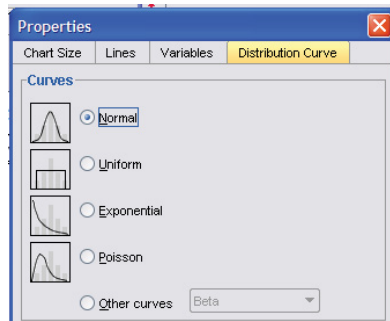 Properties
Chart Size Lines Variables Distribution Curve
Curves
Normal
Uniform
Exponential
Poisson
Other curves Beta